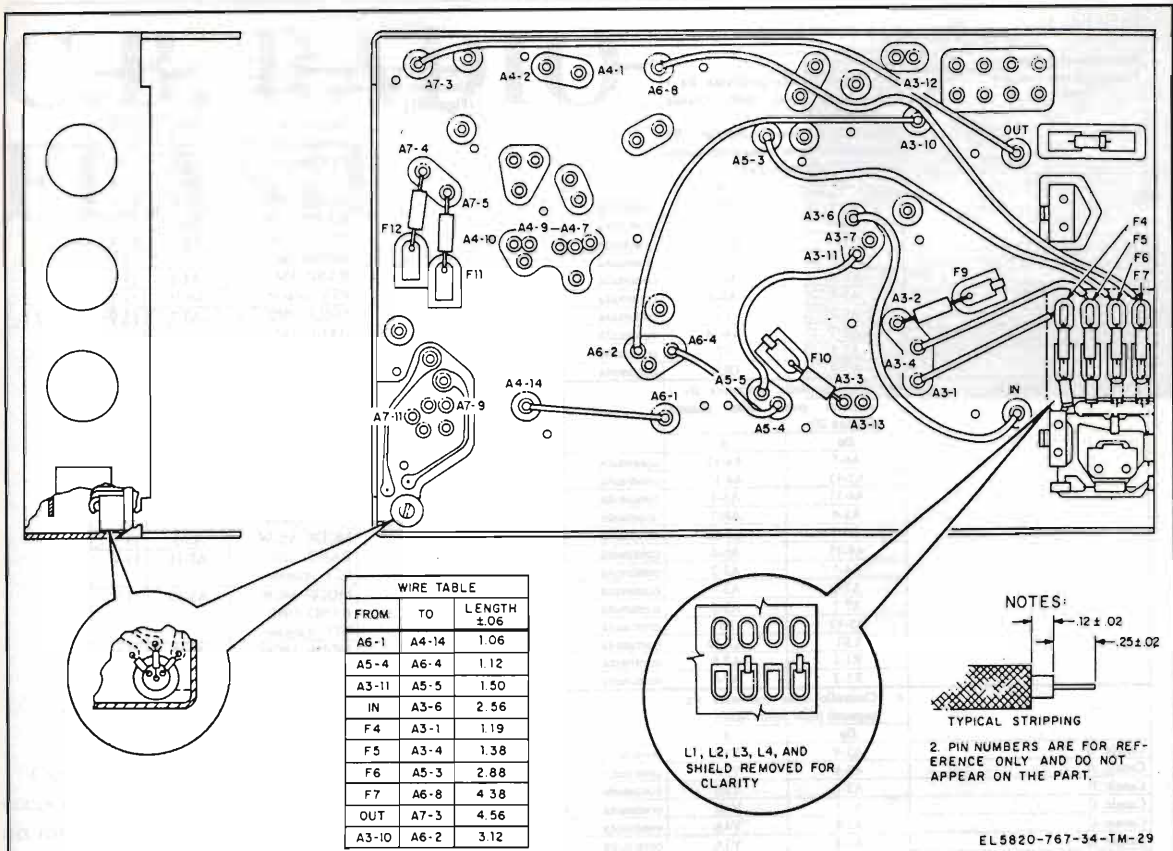 A7-3
A4-2
A4-1
A6-8
A3-12
OUT
A3-10
A5-3
A7-4
A7-5
F12
F11
A4-10
A4-9
A4-7
A3-6
A3-7
A3-11
F4
F5
F6
F7
F9
A3-2
A3-4
A3-1
A6-2
A6-4
F10
A5-5
A5-4
A3-3
A3-13
IN
A7-11
A7-9
A4-14
A6-1
WIRE TABLE
FROM TO LENGTH ±.06
A6-1 A4-14 1.06
A5-4 A6-4 1.12
A3-11 A5-5 1.50
IN A3-6 2.56
F4 A3-1 1.19
F5 A3-4 1.38
F6 A5-3 2.88
F7 A6-8 4.38
OUT A7-3 4.56
A3-10 A6-2 3.12
L1, L2, L3, L4, AND
SHIELD REMOVED FOR
CLARITY
NOTES:
.12±.02
.25±.02
TYPICAL STRIPPING
2. PIN NUMBERS ARE FOR REF-
ERENCE ONLY AND DO NOT
APPEAR ON THE PART.
EL5820-767-34-TM-29